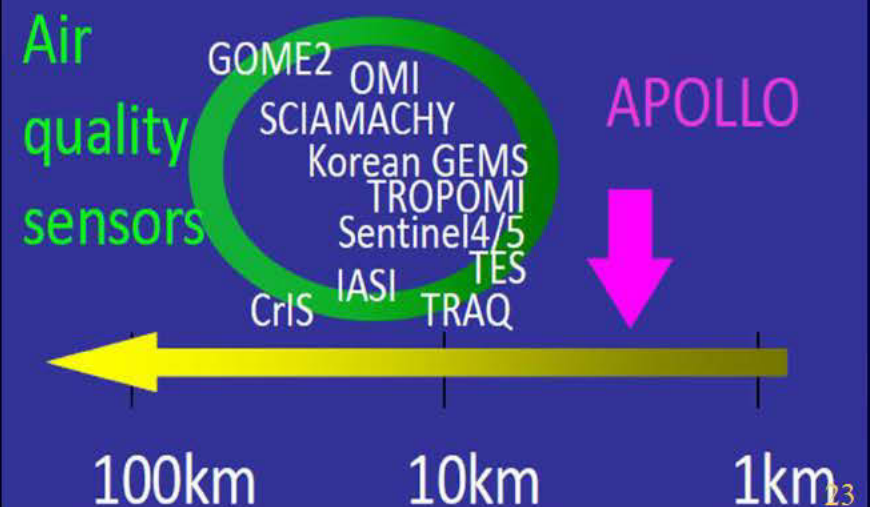 Air
quality
sensors
GOME2
OMI
SCIAMACHY
Korean GEMS
TROPOMI
Sentinel4/5
TES
IASI
CrIS
TRAQ
APOLLO
100km
10km
1km
23